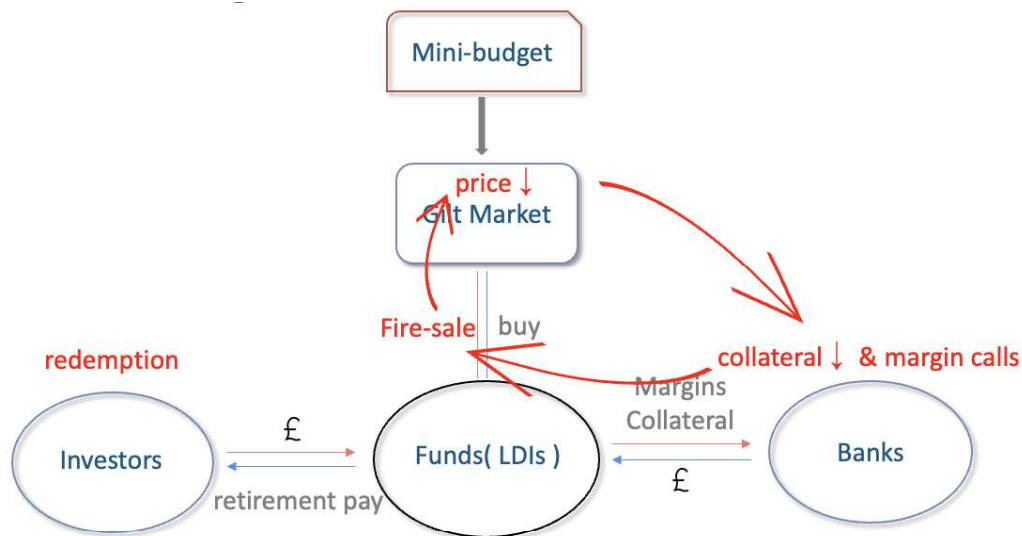 Mini-budget
price ↓
Gilt Market
Fire-sale
buy
redemption
collateral ↓ & margin calls
Margins
Collateral
Investors
£
retirement pay
Funds( LDIs )
£
Banks